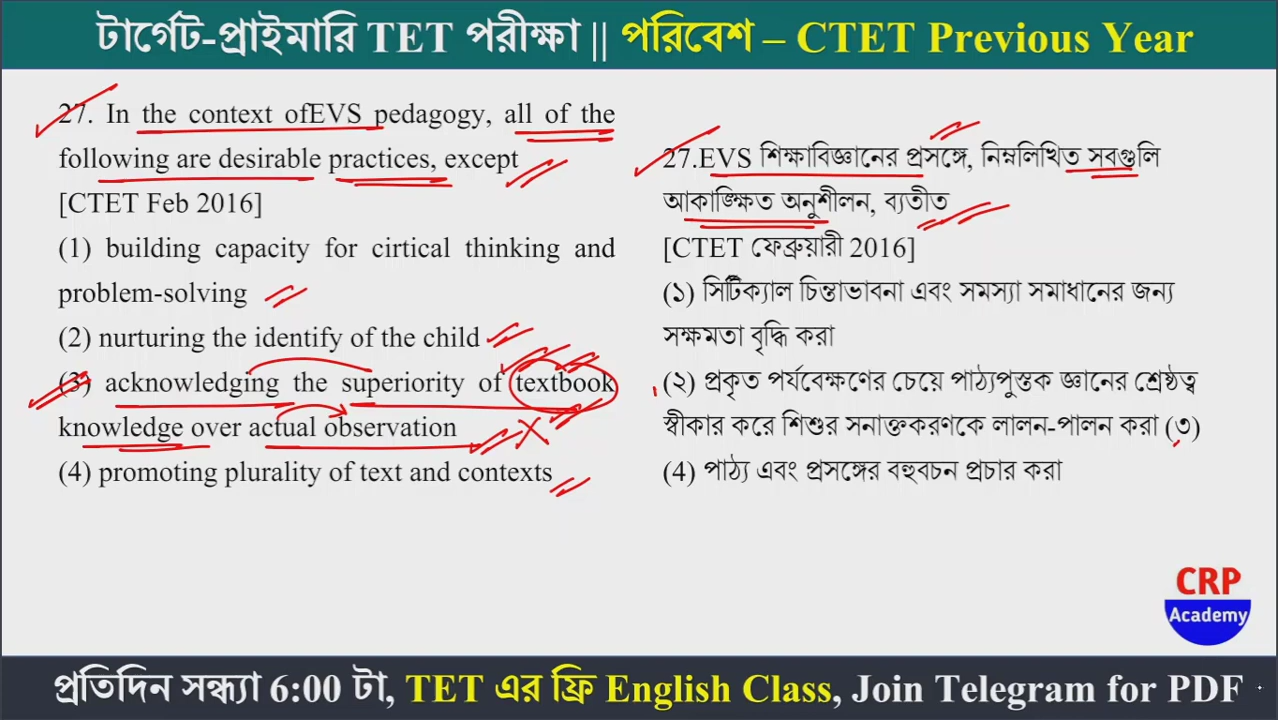 টার্গেট-প্রাইমারি TET পরীক্ষা || পরিবেশ – CTET Previous Year
27. In the context ofEVS pedagogy, all of the
following are desirable practices, except
[CTET Feb 2016]
(1) building capacity for cirtical thinking and
problem-solving
(2) nurturing the identify of the child
(3) acknowledging the superiority of textbook
knowledge over actual observation
(4) promoting plurality of text and contexts
27.EVS শিক্ষাবিজ্ঞানের প্রসঙ্গে, নিম্নলিখিত সবগুলি
আকাঙ্ক্ষিত অনুশীলন, ব্যতীত
[CTET ফেব্রুয়ারী 2016]
(১) সিটিক্যাল চিন্তাভাবনা এবং সমস্যা সমাধানের জন্য
সক্ষমতা বৃদ্ধি করা
(২) প্রকৃত পর্যবেক্ষণের চেয়ে পাঠ্যপুস্তক জ্ঞানের শ্রেষ্ঠত্ব
স্বীকার করে শিশুর সনাক্তকরণকে লালন-পালন করা (৩)
(4) পাঠ্য এবং প্রসঙ্গের বহুবচন প্রচার করা
CRP
Academy
প্রতিদিন সন্ধ্যা 6:00 টা, TET এর ফ্রি English Class, Join Telegram for PDF